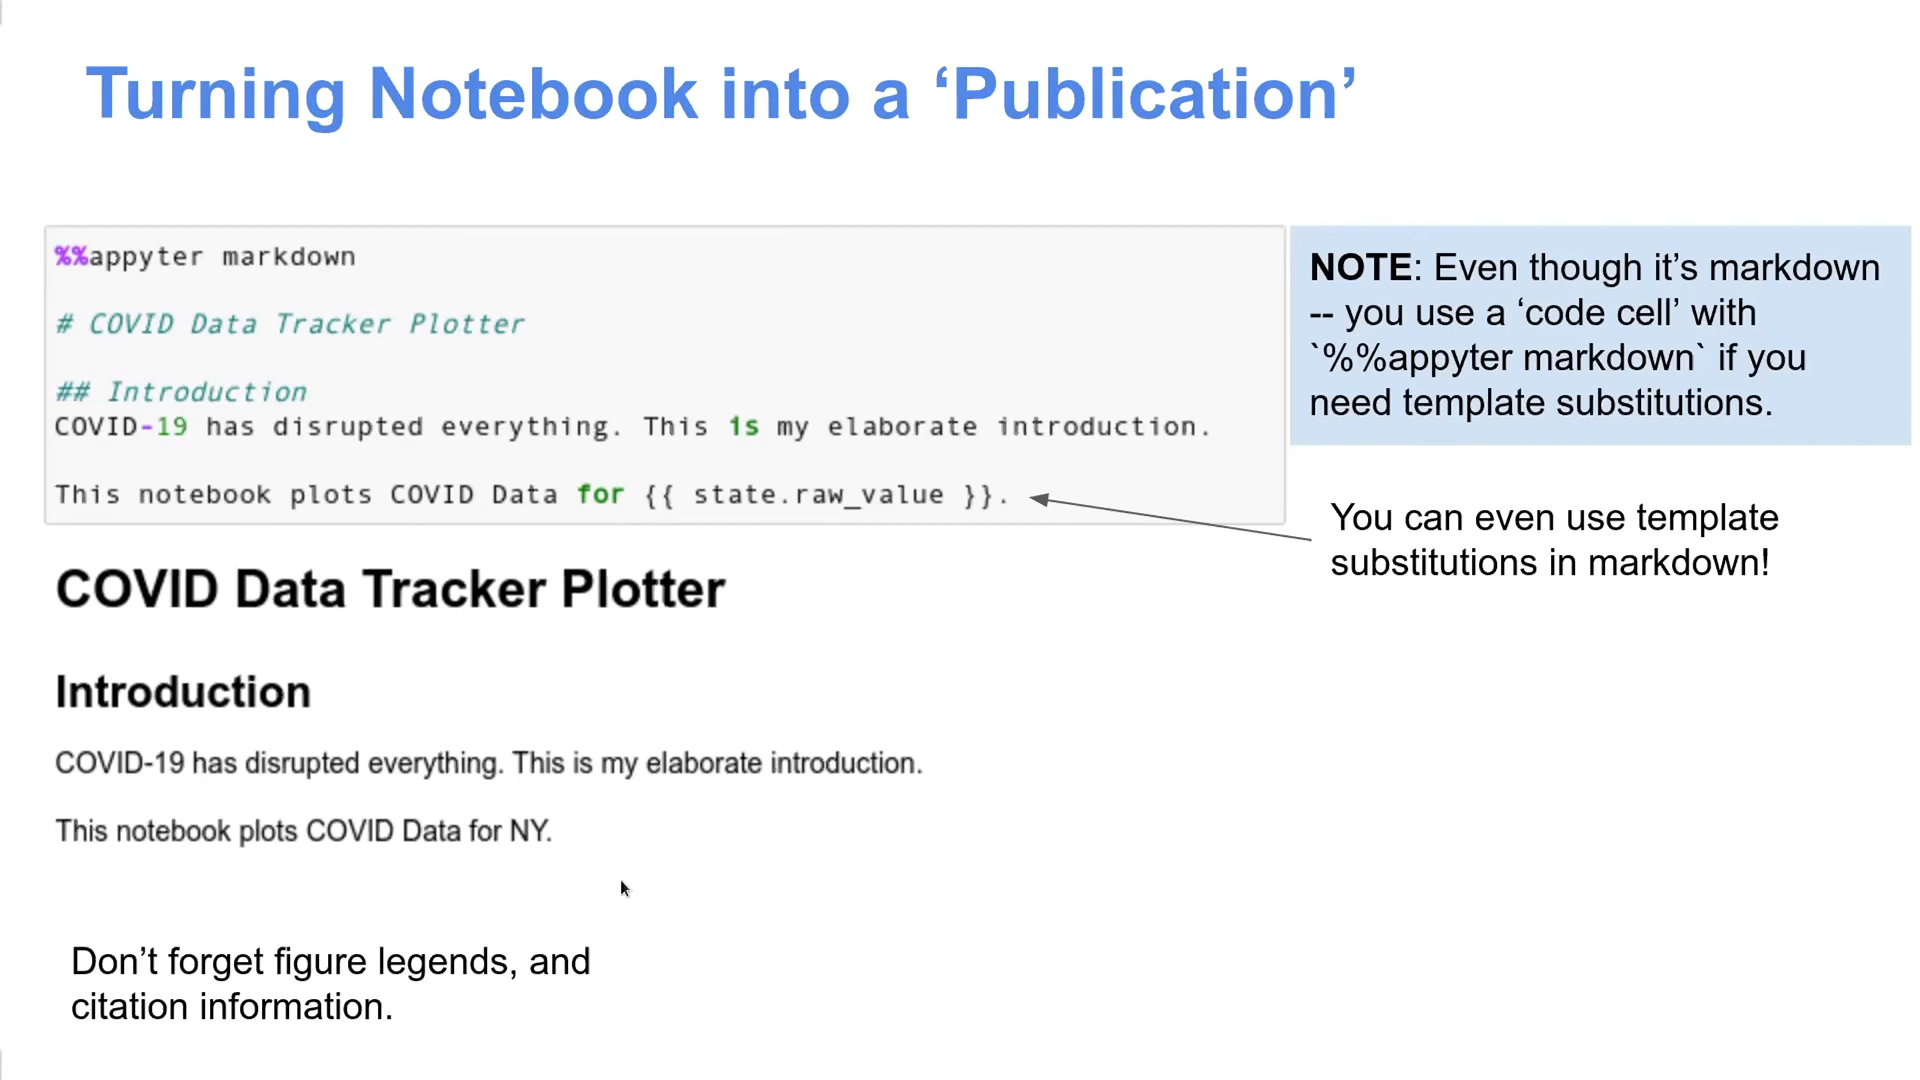 Turning Notebook into a ‘Publication’
%%appyter markdown
# COVID Data Tracker Plotter
## Introduction
COVID-19 has disrupted everything. This is my elaborate introduction.
This notebook plots COVID Data for {{ state.raw_value }}.
NOTE: Even though it’s markdown
-- you use a ‘code cell’ with
`%%appyter markdown` if you
need template substitutions.
You can even use template
substitutions in markdown!
COVID Data Tracker Plotter
Introduction
COVID-19 has disrupted everything. This is my elaborate introduction.
This notebook plots COVID Data for NY.
Don’t forget figure legends, and
citation information.